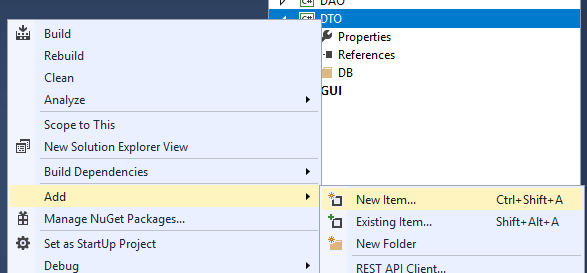 DAO
DTO
Properties
References
DB
GUI
Build
Rebuild
Clean
Analyze
Scope to This
New Solution Explorer View
Build Dependencies
Add
Manage NuGet Packages...
Set as StartUp Project
Debug
New Item... Ctrl+Shift+A
Existing Item... Shift+Alt+A
New Folder
REST API Client...